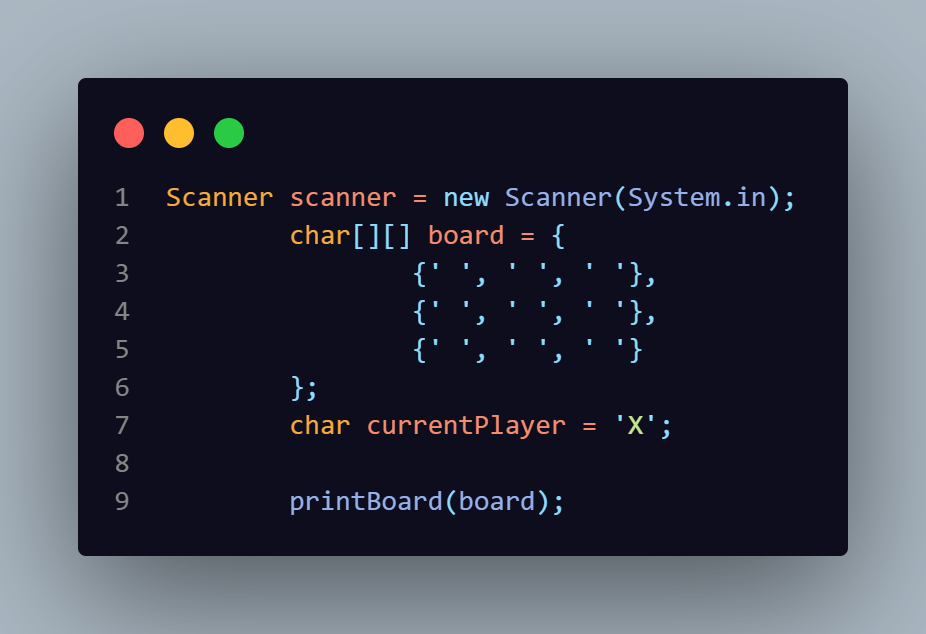 1 Scanner scanner = new Scanner(System.in);
2         char[][] board = {
3                 {' ', ' ', ' '},
4                 {' ', ' ', ' '},
5                 {' ', ' ', ' '}
6         };
7         char currentPlayer = 'X';
8
9         printBoard(board);